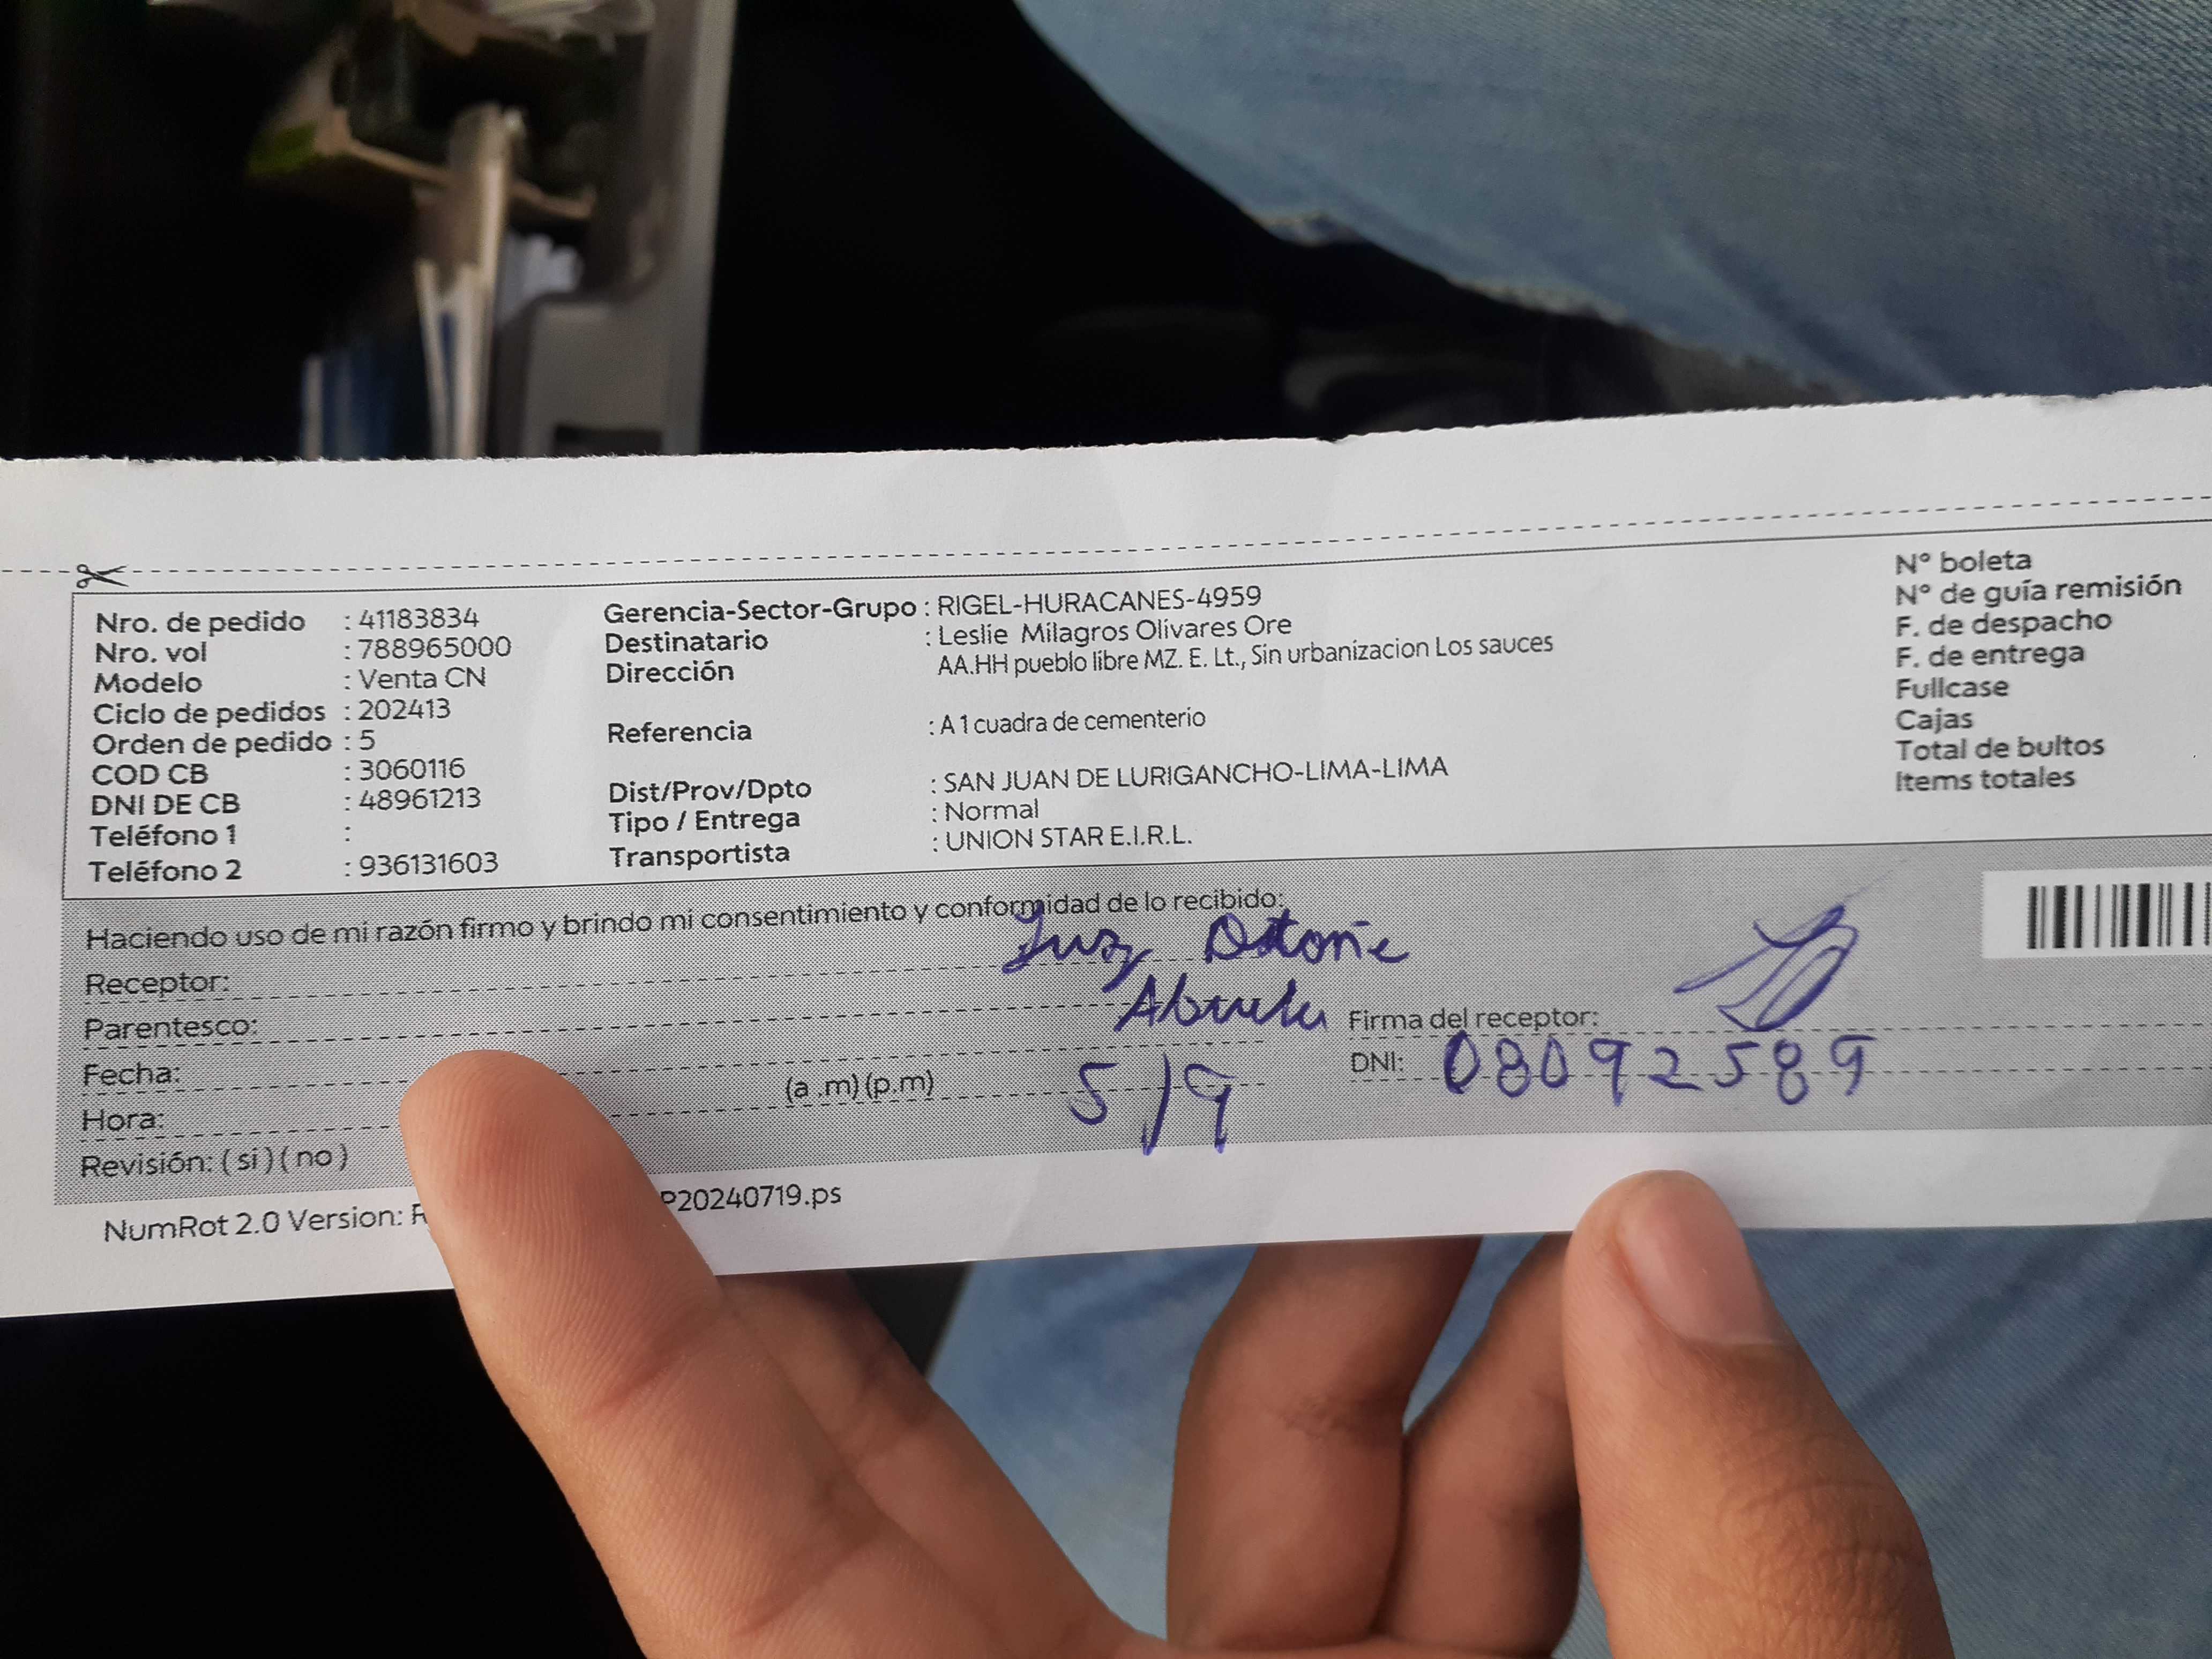 Nro. de pedido : 41183834
Nro. vol : 788965000
Modelo : Venta CN
Ciclo de pedidos : 202413
Orden de pedido : 5
COD CB : 3060116
DNI DE CB : 48961213
Teléfono 1 :
Teléfono 2 : 936131603
Gerencia-Sector-Grupo : RIGEL-HURACANES-4959
Destinatario : Leslie Milagros Olivares Ore
Dirección AA.HH pueblo libre MZ. E. Lt., Sin urbanizacion Los sauces
Referencia : A 1 cuadra de cementerio
Dist/Prov/Dpto : SAN JUAN DE LURIGANCHO-LIMA-LIMA
Tipo / Entrega : Normal
Transportista : UNION STAR E.I.R.L.
N° boleta
N° de guía remisión
F. de despacho
F. de entrega
Fullcase
Cajas
Total de bultos
Items totales
Haciendo uso de mi razón firmo y brindo mi consentimiento y conformidad de lo recibido:
Receptor: Luz
Parentesco: Abuela
Firma del receptor:
Fecha: 5/9
DNI: 08092589
Hora: (a .m) (p.m)
Revisión: ( si ) ( no )
NumRot 2.0 Version: P20240719.ps